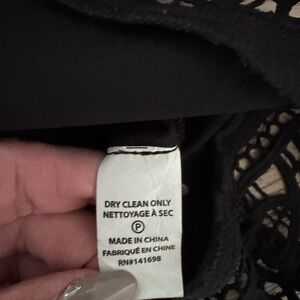 DRY CLEAN ONLY
NETTOYAGE À SEC
P
MADE IN CHINA
FABRIQUÉ EN CHINE
RN#141698